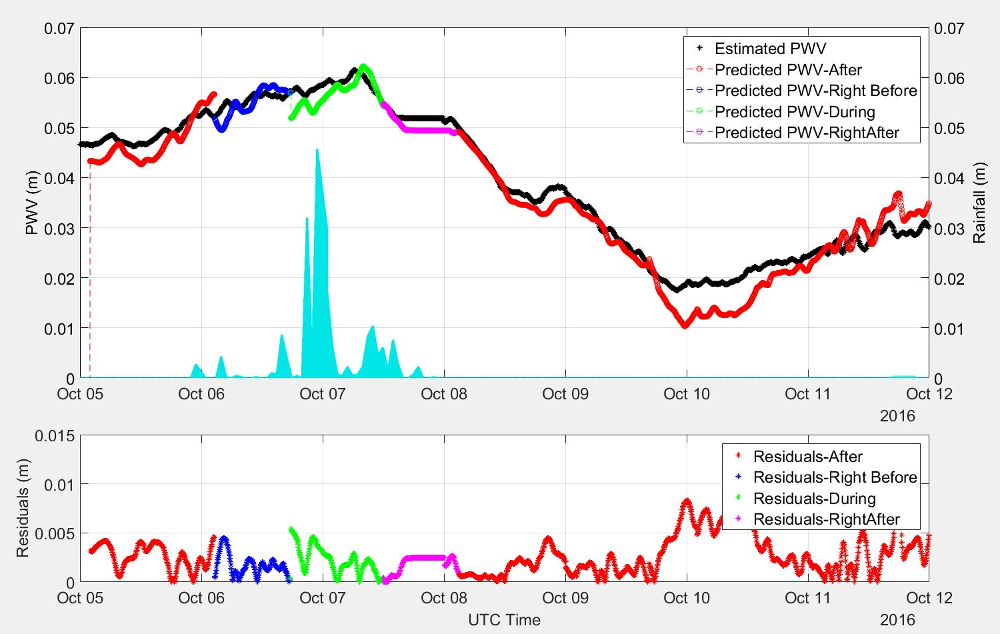 0.07
0.06
0.05
0.04
0.03
0.02
0.01
0
PWV (m)
0.07
0.06
0.05
0.04
0.03
0.02
0.01
0
Rainfall (m)
Estimated PWV
Predicted PWV-After
Predicted PWV-Right Before
Predicted PWV-During
Predicted PWV-RightAfter
Oct 05 Oct 06 Oct 07 Oct 08 Oct 09 Oct 10 Oct 11 Oct 12
2016
0.015
0.01
0.005
0
Residuals (m)
Residuals-After
Residuals-Right Before
Residuals-During
Residuals-RightAfter
Oct 05 Oct 06 Oct 07 Oct 08 Oct 09 Oct 10 Oct 11 Oct 12
UTC Time 2016